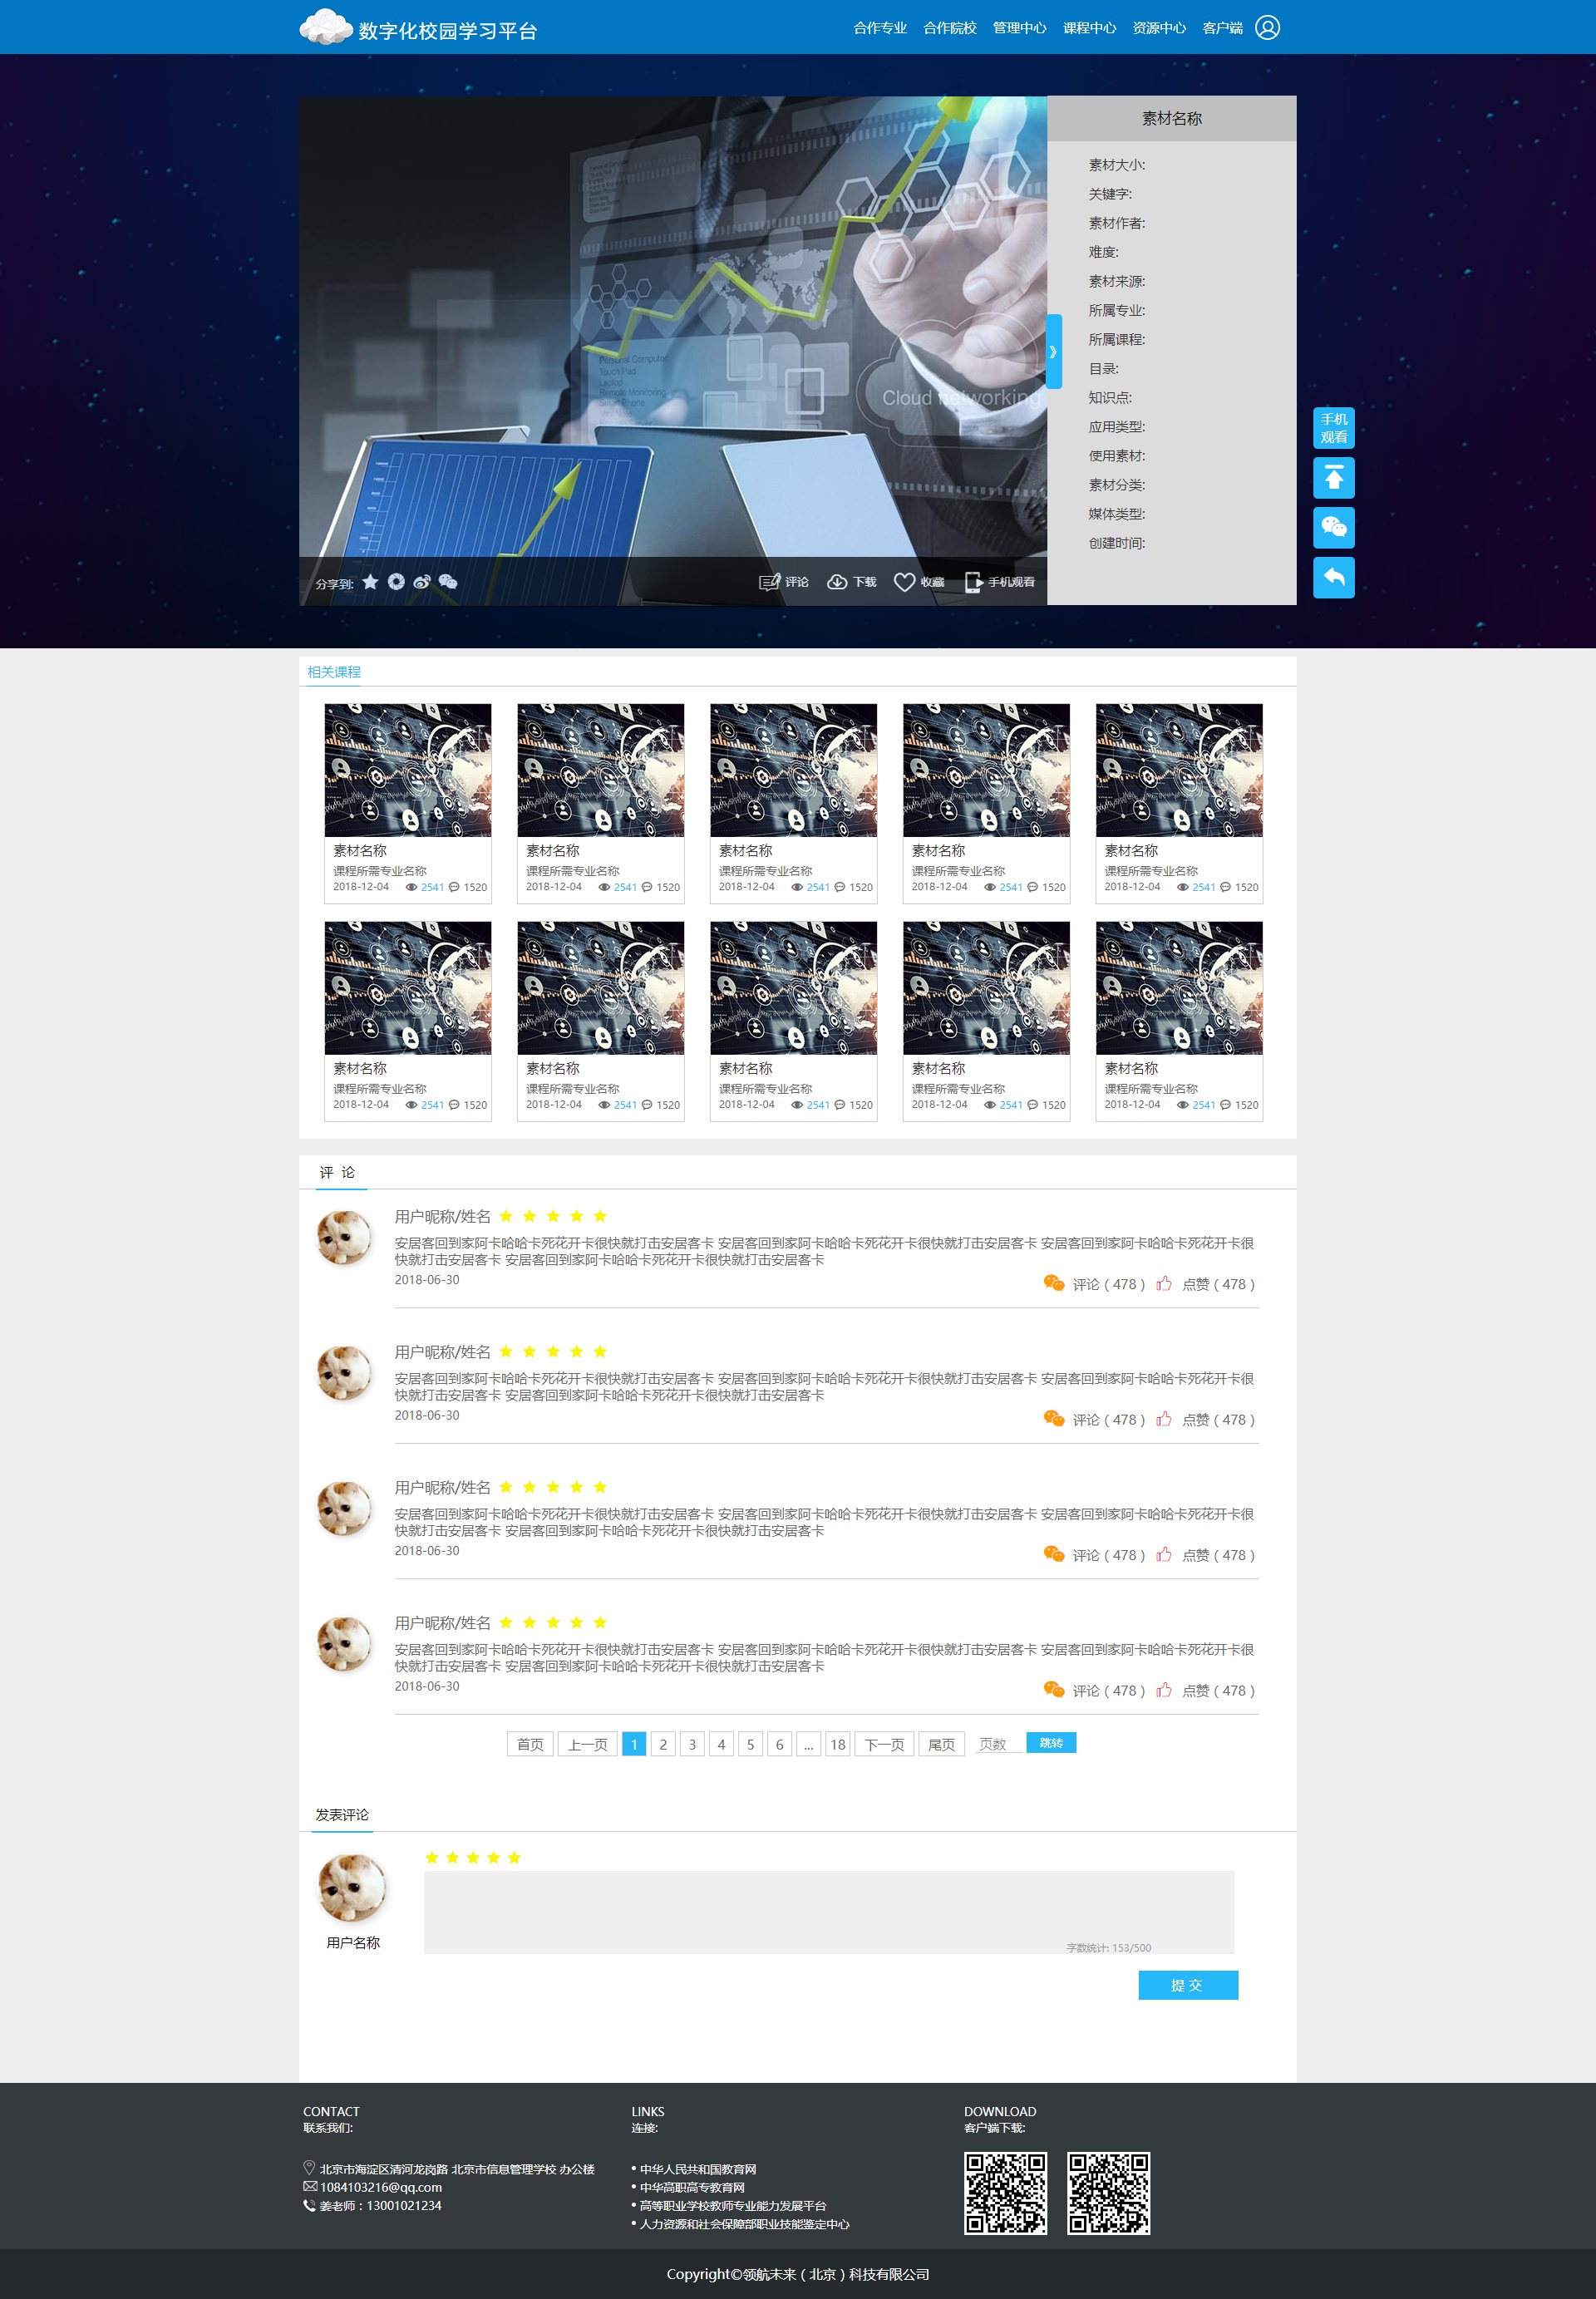 数字化校园学习平台
合作专业 合作院校 管理中心 课程中心 资源中心 客户端
素材名称
素材大小:
关键字:
素材作者:
难度:
素材来源:
所属专业:
所属课程:
目录:
知识点:
应用类型:
使用素材:
素材分类:
媒体类型:
创建时间:
Personal Computer
Touch Pad
Laptop
Remote Monitoring
Smart Phone
Cloud networking
手机
观看
分享到:
评论 下载 收藏 手机观看
相关课程
素材名称 素材名称 素材名称 素材名称 素材名称
课程所需专业名称 课程所需专业名称 课程所需专业名称 课程所需专业名称 课程所需专业名称
2018-12-04 2541 1520 2018-12-04 2541 1520 2018-12-04 2541 1520 2018-12-04 2541 1520 2018-12-04 2541 1520
素材名称 素材名称 素材名称 素材名称 素材名称
课程所需专业名称 课程所需专业名称 课程所需专业名称 课程所需专业名称 课程所需专业名称
2018-12-04 2541 1520 2018-12-04 2541 1520 2018-12-04 2541 1520 2018-12-04 2541 1520 2018-12-04 2541 1520
评 论
用户昵称/姓名
安居客回到家阿卡哈哈卡死花开卡很快就打击安居客卡 安居客回到家阿卡哈哈卡死花开卡很快就打击安居客卡 安居客回到家阿卡哈哈卡死花开卡很
快就打击安居客卡 安居客回到家阿卡哈哈卡死花开卡很快就打击安居客卡
2018-06-30
评论（478） 点赞（478）
用户昵称/姓名
安居客回到家阿卡哈哈卡死花开卡很快就打击安居客卡 安居客回到家阿卡哈哈卡死花开卡很快就打击安居客卡 安居客回到家阿卡哈哈卡死花开卡很
快就打击安居客卡 安居客回到家阿卡哈哈卡死花开卡很快就打击安居客卡
2018-06-30
评论（478） 点赞（478）
用户昵称/姓名
安居客回到家阿卡哈哈卡死花开卡很快就打击安居客卡 安居客回到家阿卡哈哈卡死花开卡很快就打击安居客卡 安居客回到家阿卡哈哈卡死花开卡很
快就打击安居客卡 安居客回到家阿卡哈哈卡死花开卡很快就打击安居客卡
2018-06-30
评论（478） 点赞（478）
用户昵称/姓名
安居客回到家阿卡哈哈卡死花开卡很快就打击安居客卡 安居客回到家阿卡哈哈卡死花开卡很快就打击安居客卡 安居客回到家阿卡哈哈卡死花开卡很
快就打击安居客卡 安居客回到家阿卡哈哈卡死花开卡很快就打击安居客卡
2018-06-30
评论（478） 点赞（478）
首页 上一页 1 2 3 4 5 6 ... 18 下一页 尾页 页数 跳转
发表评论
用户名称
字数统计: 153/500
提 交
CONTACT
联系我们:
北京市海淀区清河龙岗路 北京市信息管理学校 办公楼
1084103216@qq.com
姜老师：13001021234
LINKS
连接:
• 中华人民共和国教育网
• 中华高职高专教育网
• 高等职业学校教师专业能力发展平台
• 人力资源和社会保障部职业技能鉴定中心
DOWNLOAD
客户端下载:
Copyright©领航未来（北京）科技有限公司